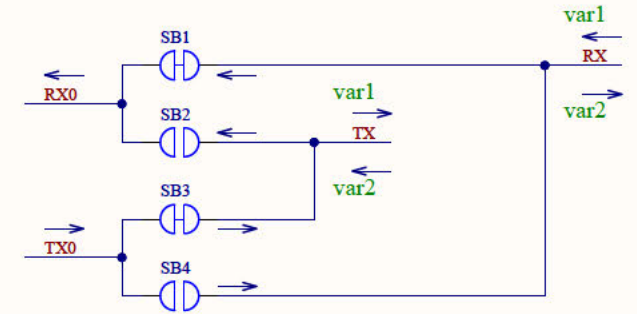 var1
SB1
RX
RX0
var1
var2
SB2
TX
var2
SB3
TX0
SB4